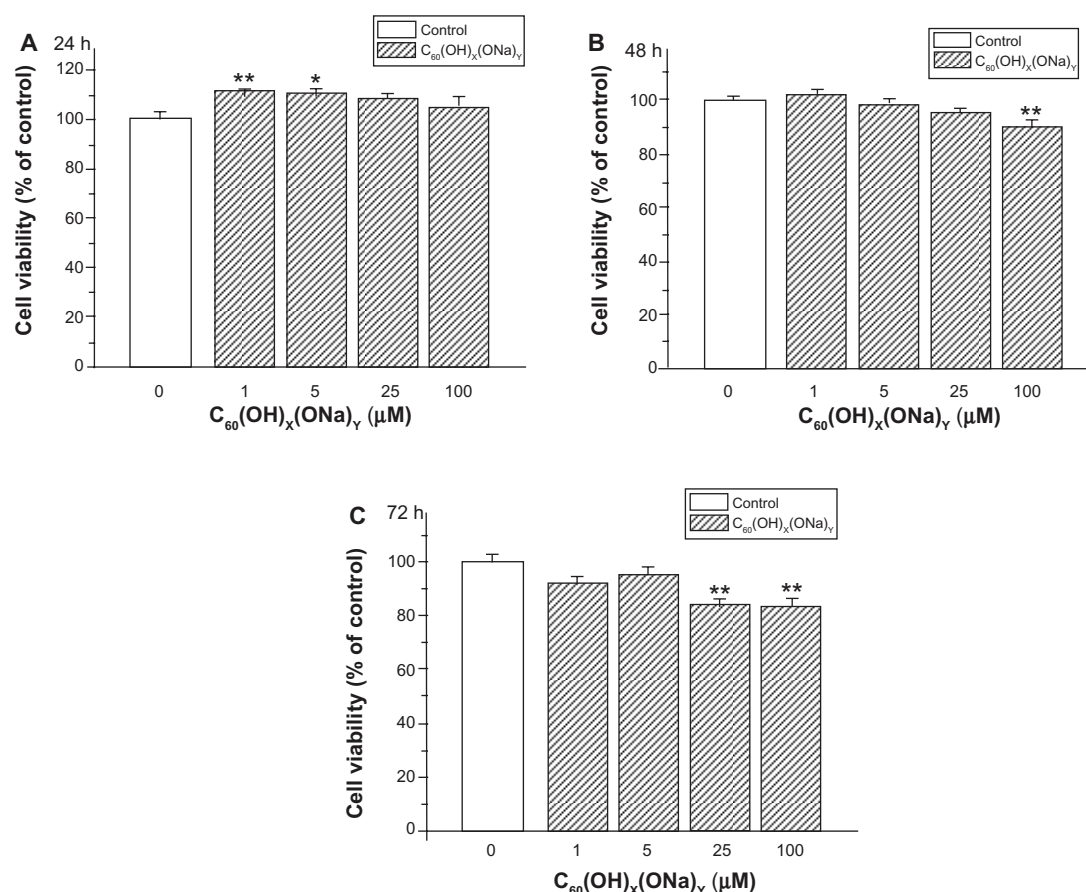 A
24 h
Control
C₆₀(OH)ₓ(ONa)ᵧ
Cell viability (% of control)
120
100
80
60
40
20
0
** *
0 1 5 25 100
C₆₀(OH)ₓ(ONa)ᵧ (μM)
B
48 h
Control
C₆₀(OH)ₓ(ONa)ᵧ
Cell viability (% of control)
100
80
60
40
20
0
**
0 1 5 25 100
C₆₀(OH)ₓ(ONa)ᵧ (μM)
C
72 h
Control
C₆₀(OH)ₓ(ONa)ᵧ
Cell viability (% of control)
100
80
60
40
20
0
** **
0 1 5 25 100
C₆₀(OH)ₓ(ONa)ᵧ (μM)